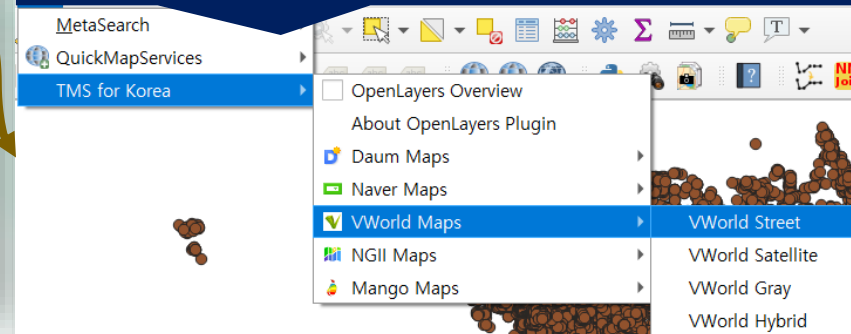 MetaSearch
QuickMapServices
TMS for Korea
OpenLayers Overview
About OpenLayers Plugin
Daum Maps
Naver Maps
VWorld Maps
NGII Maps
Mango Maps
VWorld Street
VWorld Satellite
VWorld Gray
VWorld Hybrid